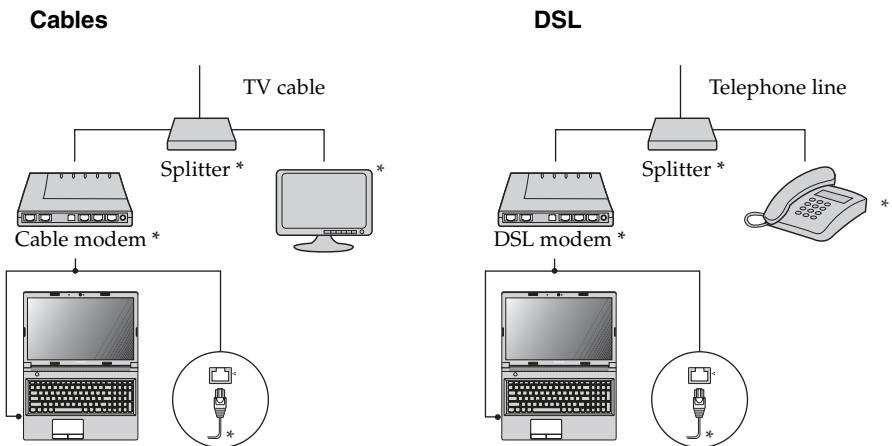 Cables
TV cable
Splitter *
*
Cable modem *
*
DSL
Telephone line
Splitter *
*
DSL modem *
*